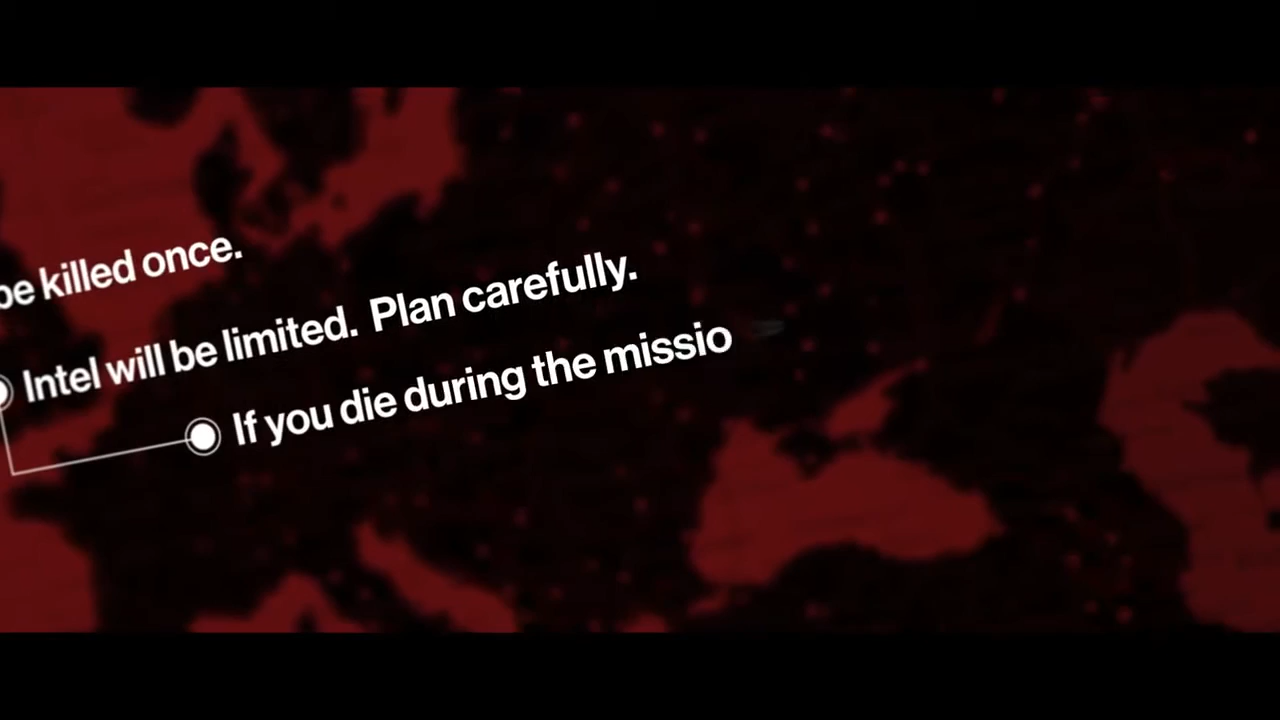 be killed once.
Intel will be limited. Plan carefully.
If you die during the missio